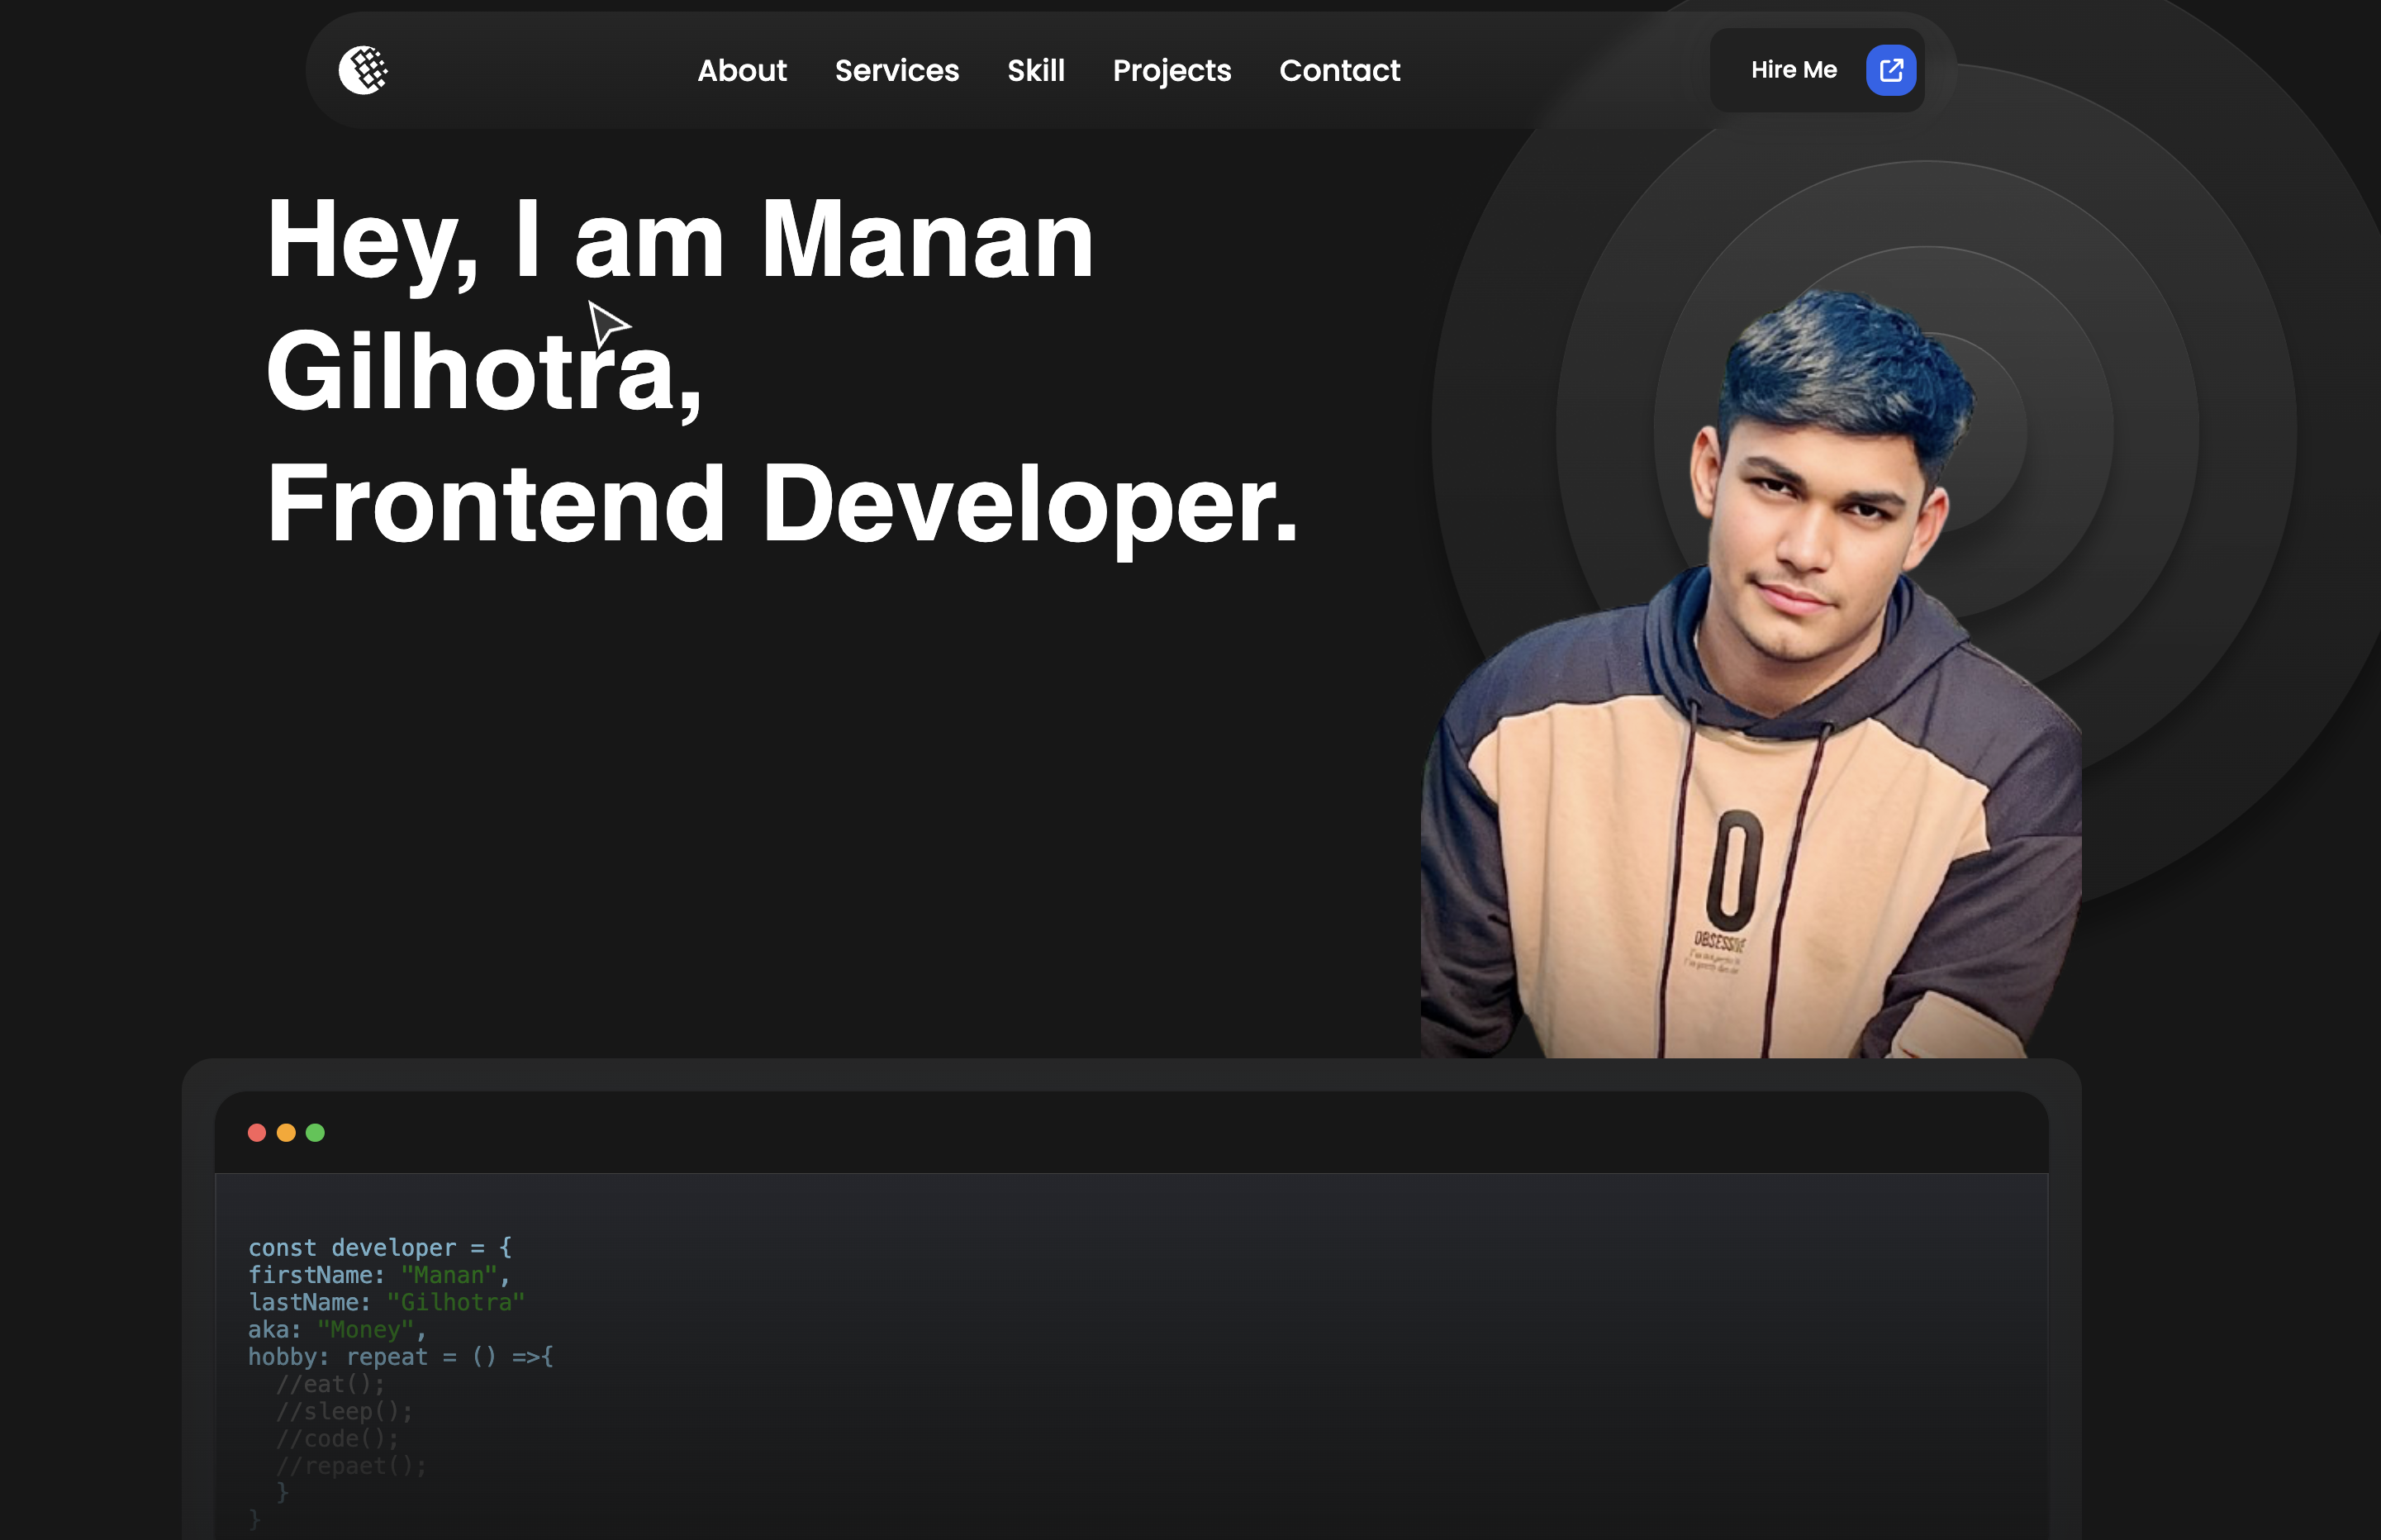 About Services Skill Projects Contact Hire Me
Hey, I am Manan
Gilhotra,
Frontend Developer.
O
OBSESSIVE
const developer = {
firstName: "Manan",
lastName: "Gilhotra"
aka: "Money",
hobby: repeat = () =>{
//eat();
//sleep();
//code();
//repaet();
}
}